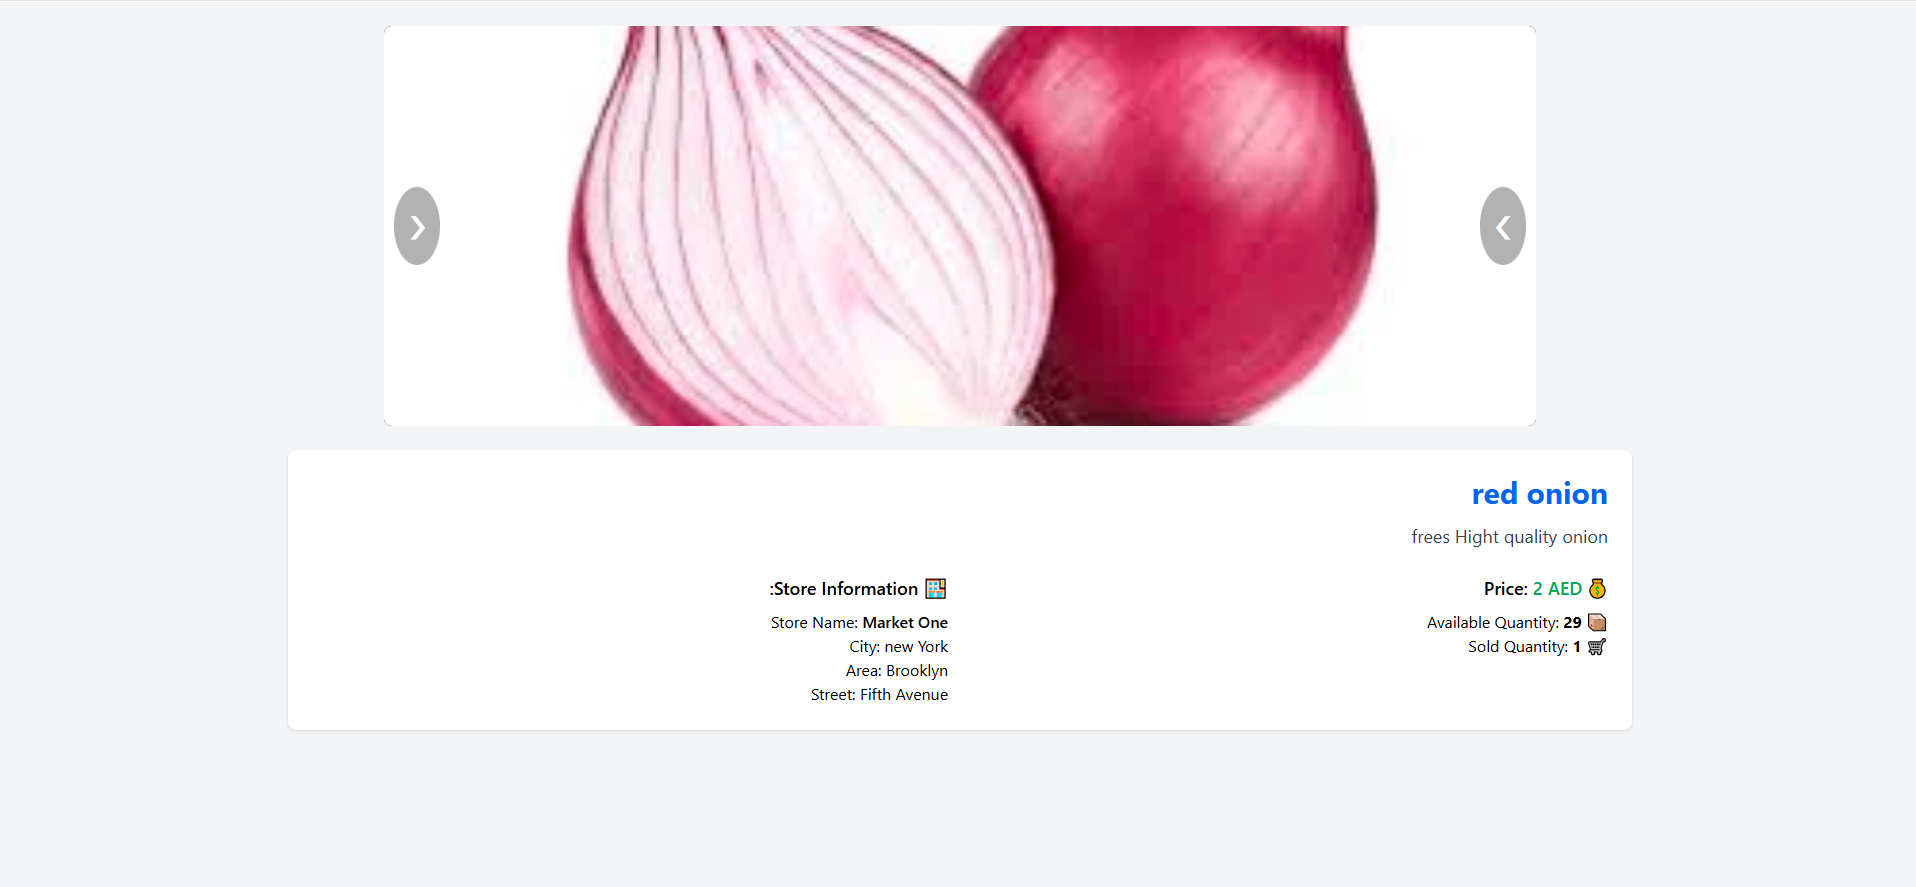 ❯
❮
red onion
frees Hight quality onion
💰 Price: 2 AED
📦 Available Quantity: 29
🛒 Sold Quantity: 1
🏪 Store Information:
Store Name: Market One
City: new York
Area: Brooklyn
Street: Fifth Avenue